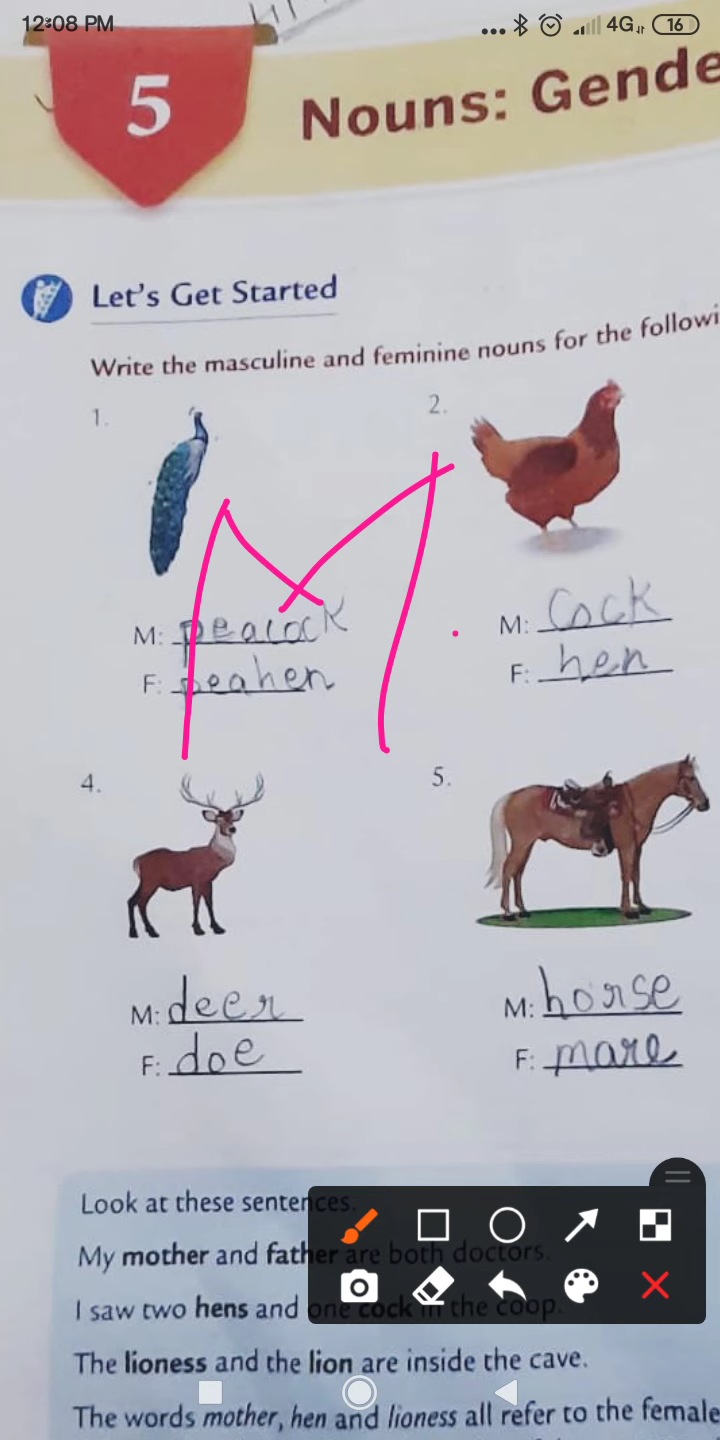 12:08 PM
4G
16
5
Nouns: Gende
Let's Get Started
Write the masculine and feminine nouns for the followi
1.
2.
M: peacock
F: peahen
M: Cock
F: hen
M.
4.
5.
M: deer
F: doe
M: horse
F: mare
Look at these sentences.
My mother and father are both doctors.
I saw two hens and one cock in the coop.
The lioness and the lion are inside the cave.
The words mother, hen and lioness all refer to the female